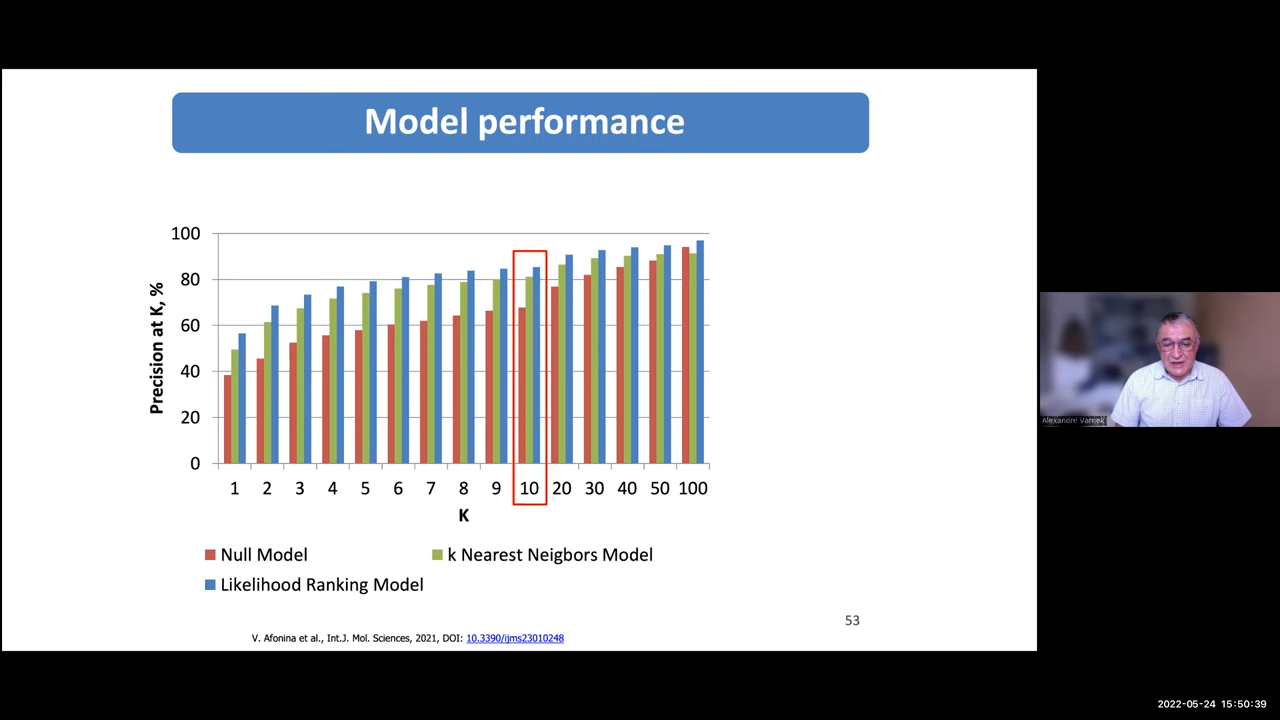 Model performance
100
80
60
40
20
0
Precision at K, %
1 2 3 4 5 6 7 8 9 10 20 30 40 50 100
K
Null Model
k Nearest Neigbors Model
Likelihood Ranking Model
53
V. Afonina et al., Int.J. Mol. Sciences, 2021, DOI: 10.3390/ijms23010248
Alexandre Varnek
2022-05-24 15:50:39